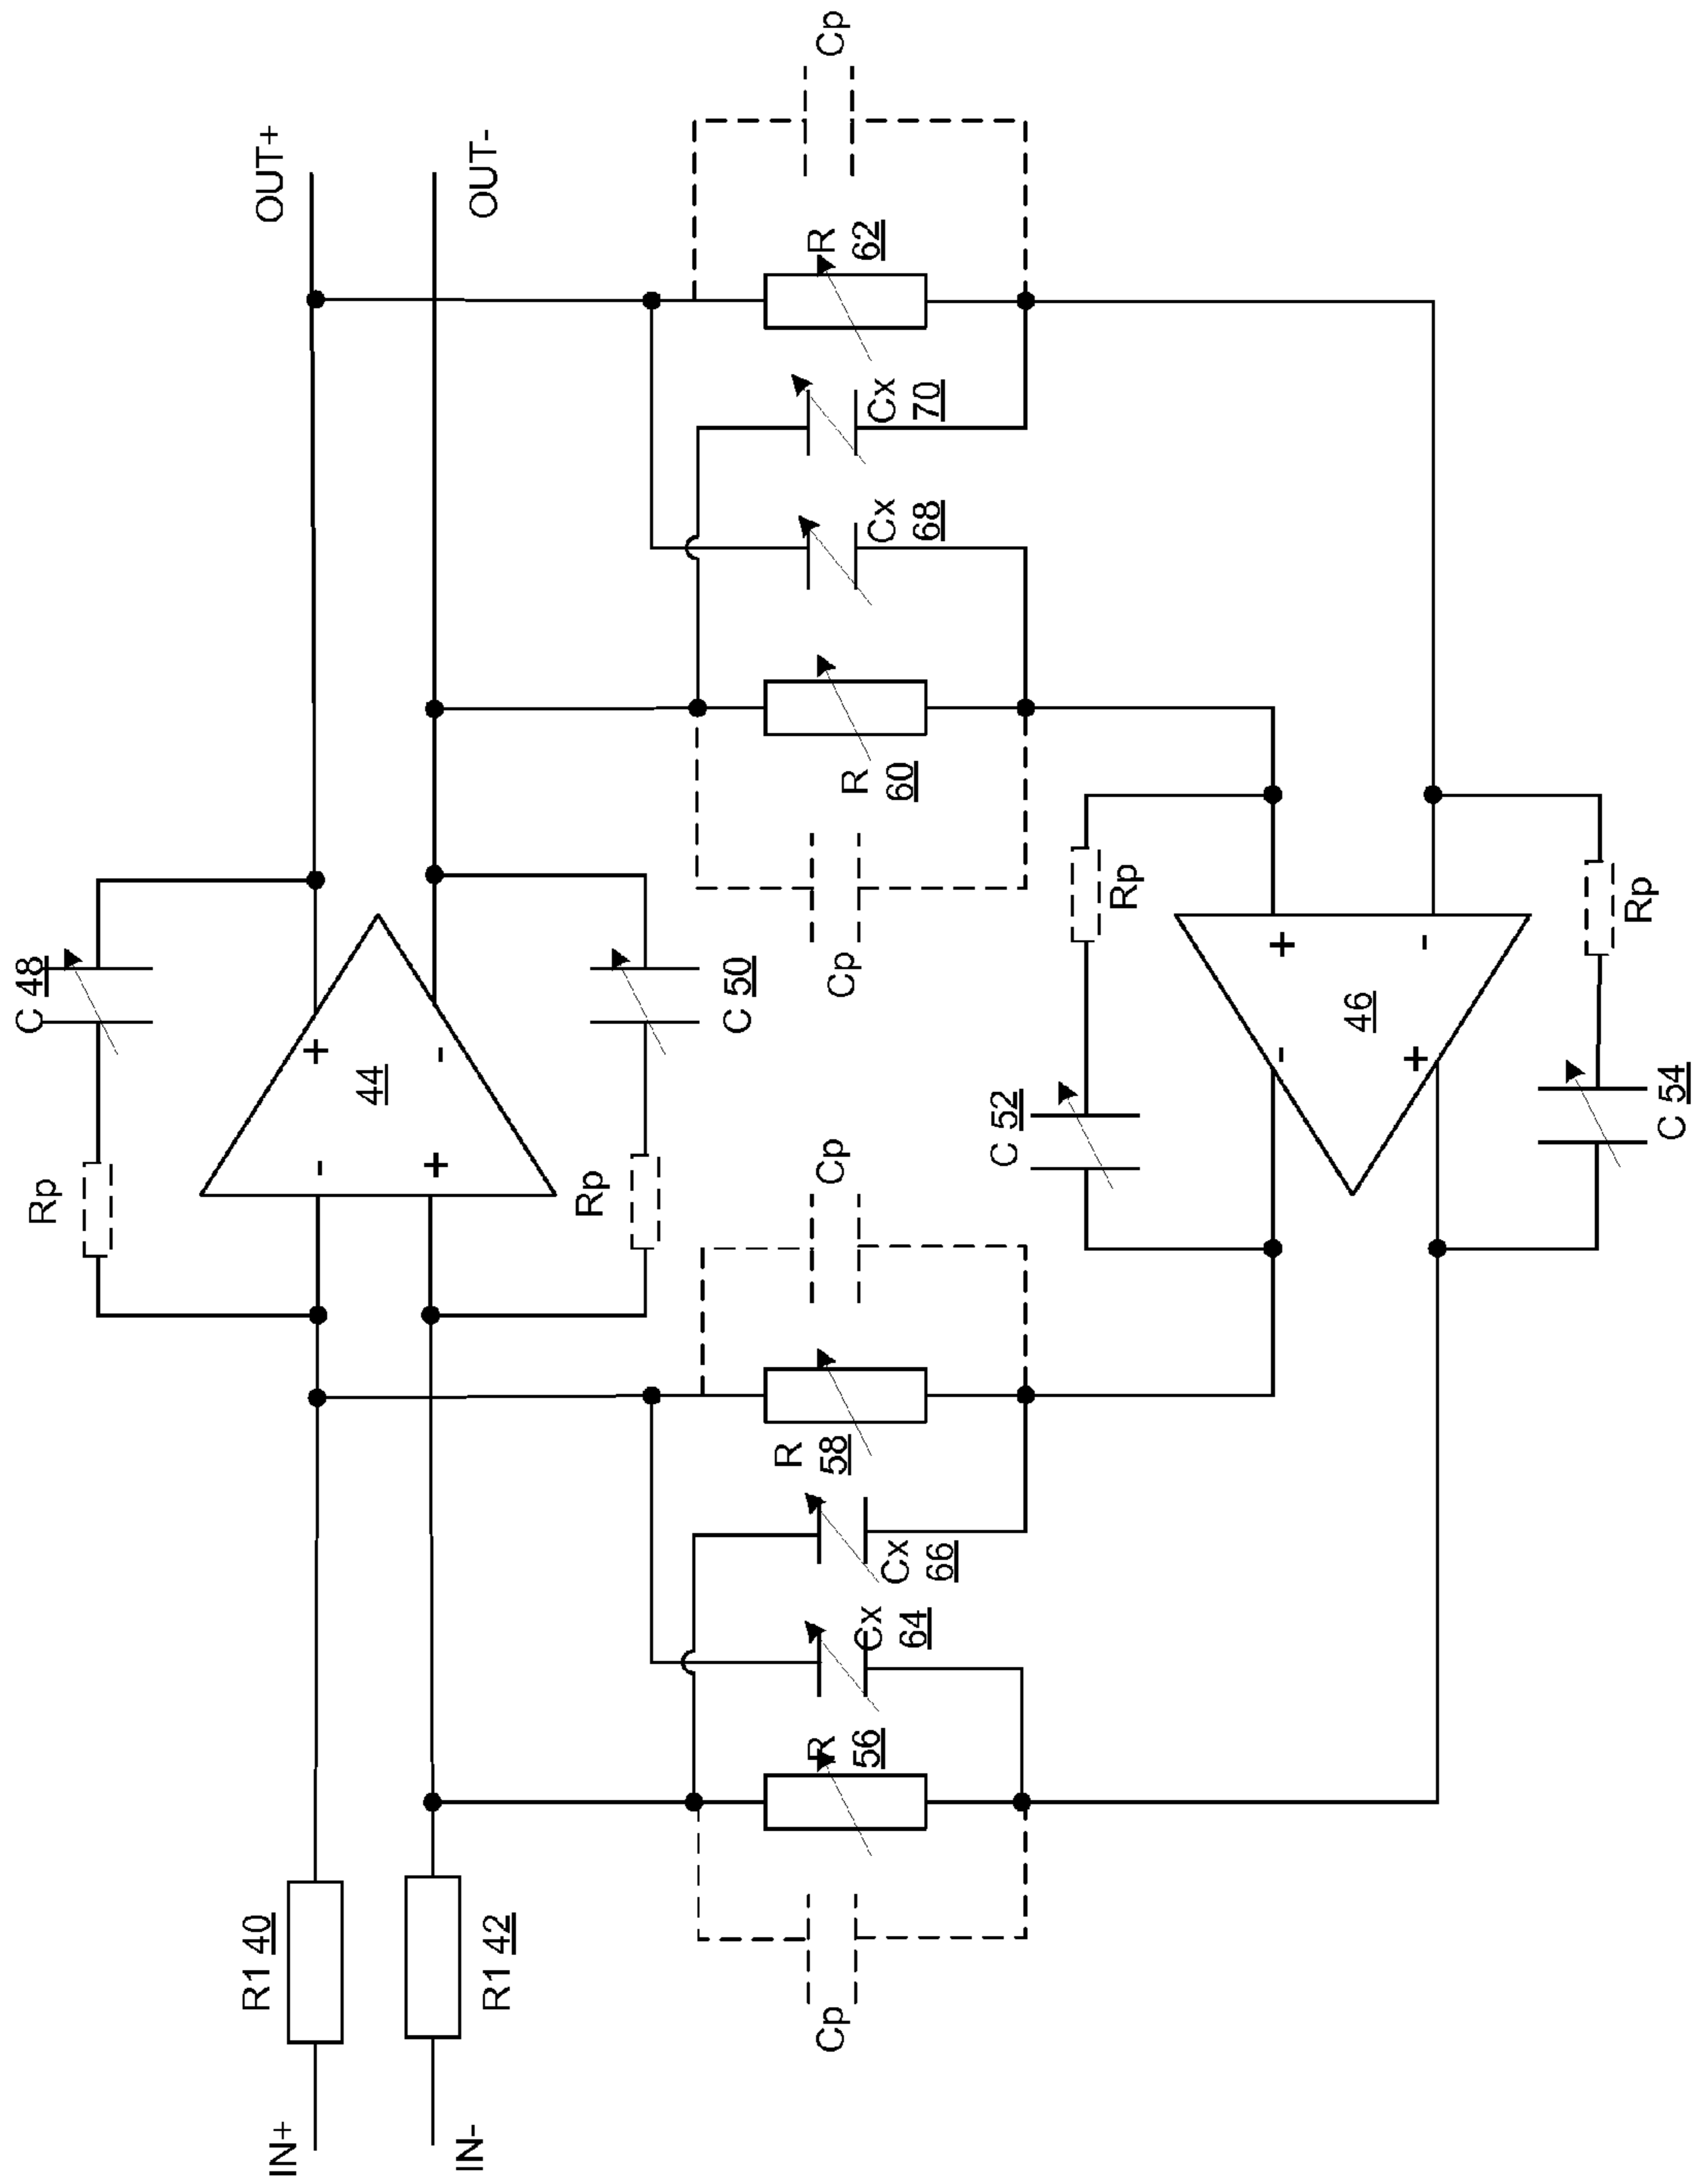 IN+
IN-
R1 40
R1 42
Rp
C 48
-
+
44
+
-
Rp
C 50
OUT+
OUT-
Cp
R
56
Cx
64
Cx
66
R
58
Cp
Cp
R
60
Cx
68
Cx
70
R
62
Cp
C 52
Rp
-
+
46
+
-
C 54
Rp